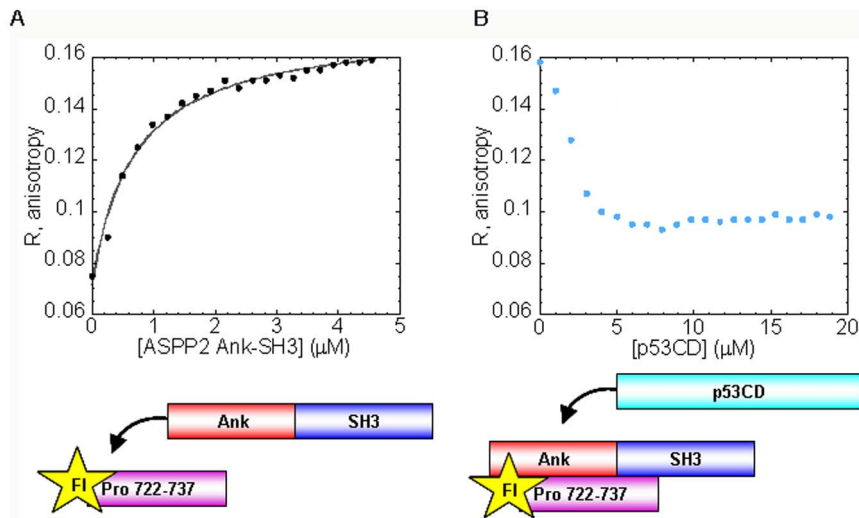 A
0.16
0.14
0.12
0.1
0.08
0.06
R, anisotropy
0 1 2 3 4 5
[ASPP2 Ank-SH3] (μM)
Ank SH3
Fl Pro 722-737
B
0.16
0.14
0.12
0.1
0.08
0.06
R, anisotropy
0 5 10 15 20
[p53CD] (μM)
p53CD
Ank SH3
Fl Pro 722-737